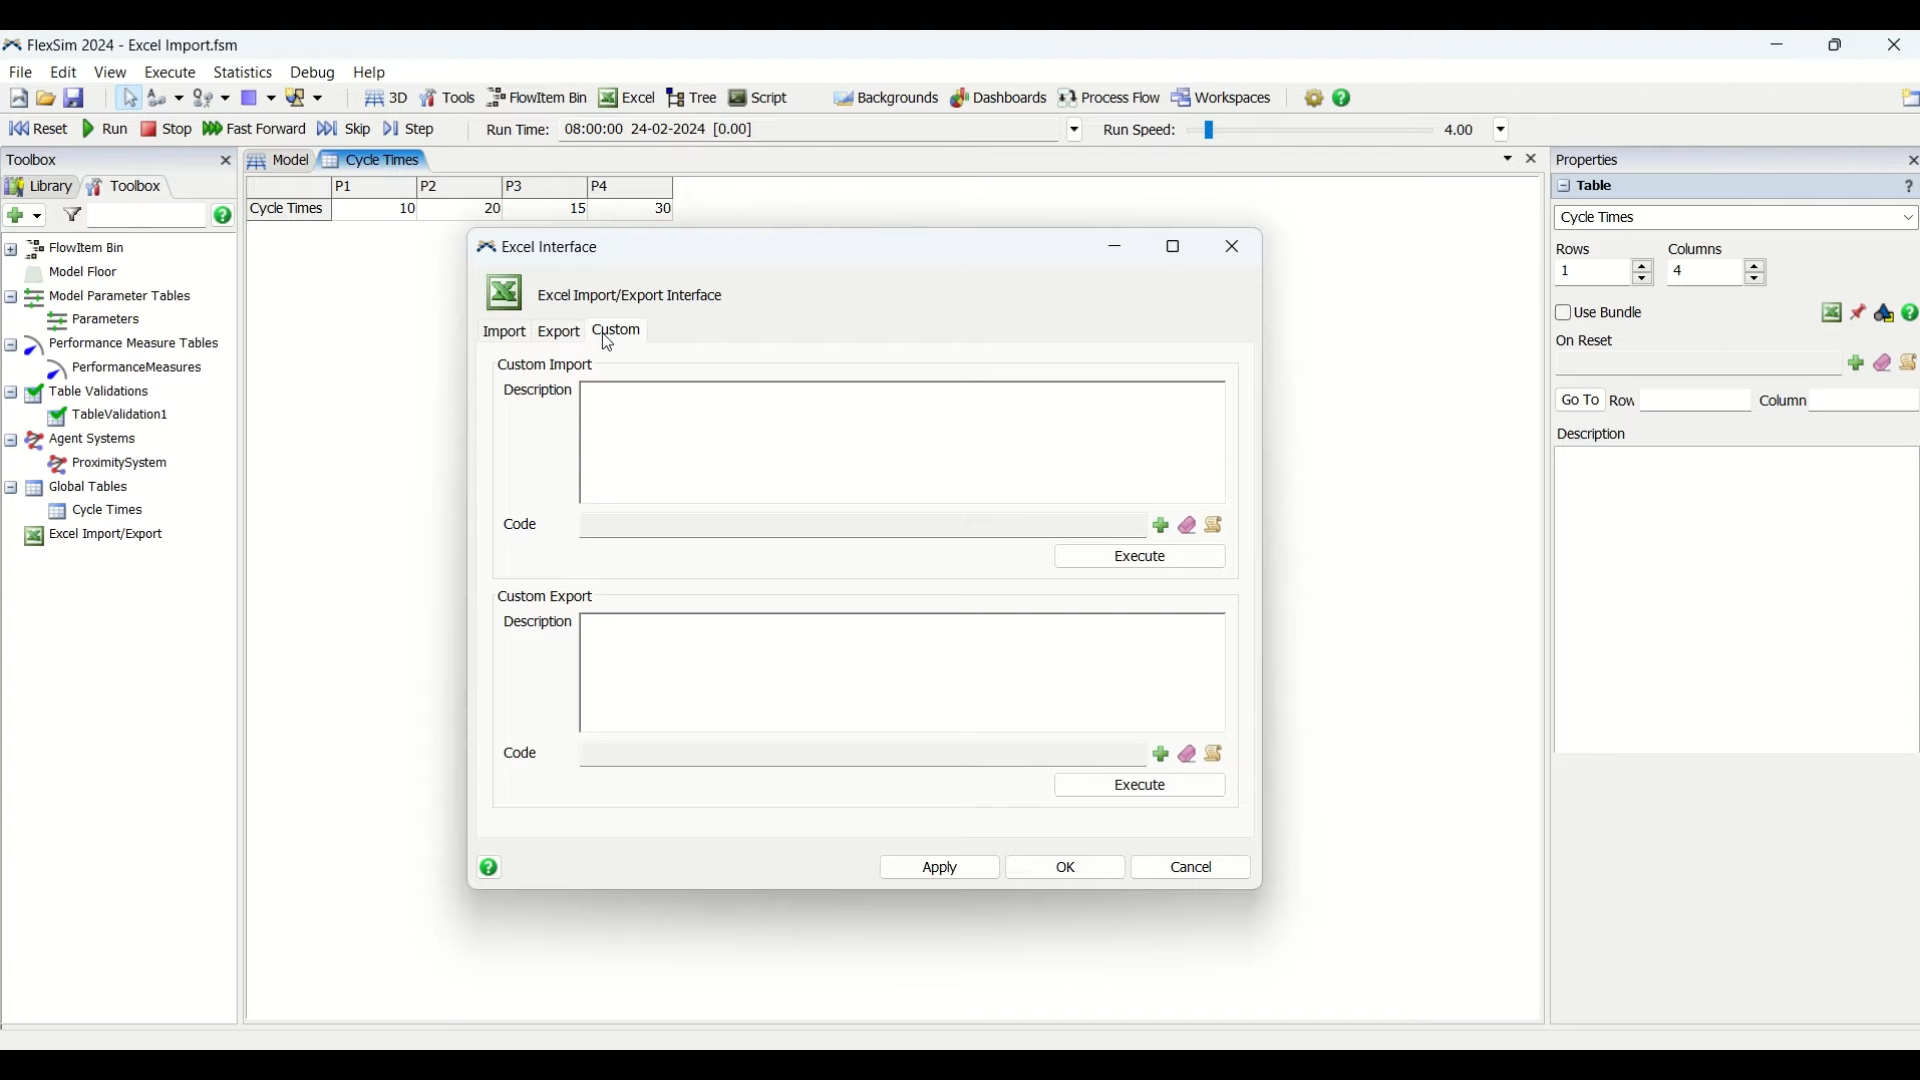 FlexSim 2024 - Excel Import.fsm
File Edit View Execute Statistics Debug Help
3D Tools FlowItem Bin Excel Tree Script Backgrounds Dashboards Process Flow Workspaces
Reset Run Stop Fast Forward Skip Step Run Time: 08:00:00 24-02-2024 [0.00] Run Speed: 4.00
Toolbox
Library Toolbox
FlowItem Bin
Model Floor
Model Parameter Tables
Parameters
Performance Measure Tables
PerformanceMeasures
Table Validations
TableValidation1
Agent Systems
ProximitySystem
Global Tables
Cycle Times
Excel Import/Export
Model Cycle Times
P1 P2 P3 P4
Cycle Times 10 20 15 30
Excel Interface
Excel Import/Export Interface
Import Export Custom
Custom Import
Description
Code
Execute
Custom Export
Description
Code
Execute
Apply OK Cancel
Properties
Table
Cycle Times
Rows Columns
1 4
Use Bundle
On Reset
Go To Row Column
Description